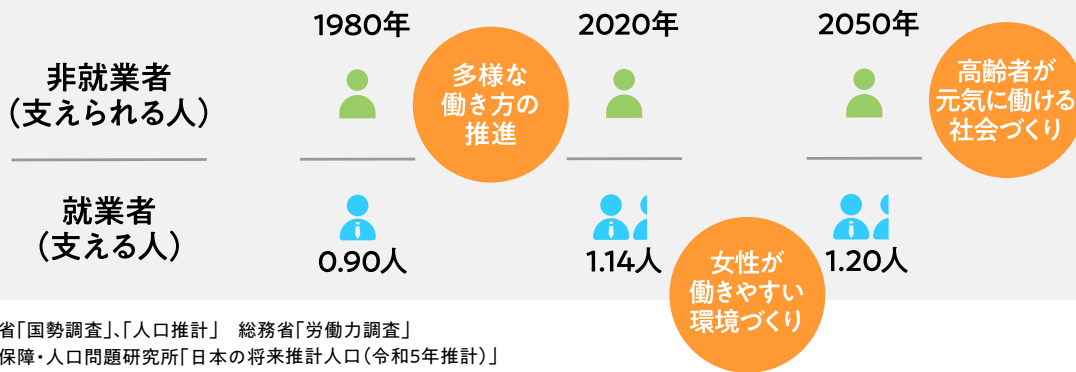 1980年
2020年
2050年
非就業者
(支えられる人)
多様な
働き方の
推進
高齢者が
元気に働ける
社会づくり
就業者
(支える人)
0.90人
1.14人
1.20人
女性が
働きやすい
環境づくり
省「国勢調査」、「人口推計」　総務省「労働力調査」
保障・人口問題研究所「日本の将来推計人口(令和5年推計)」